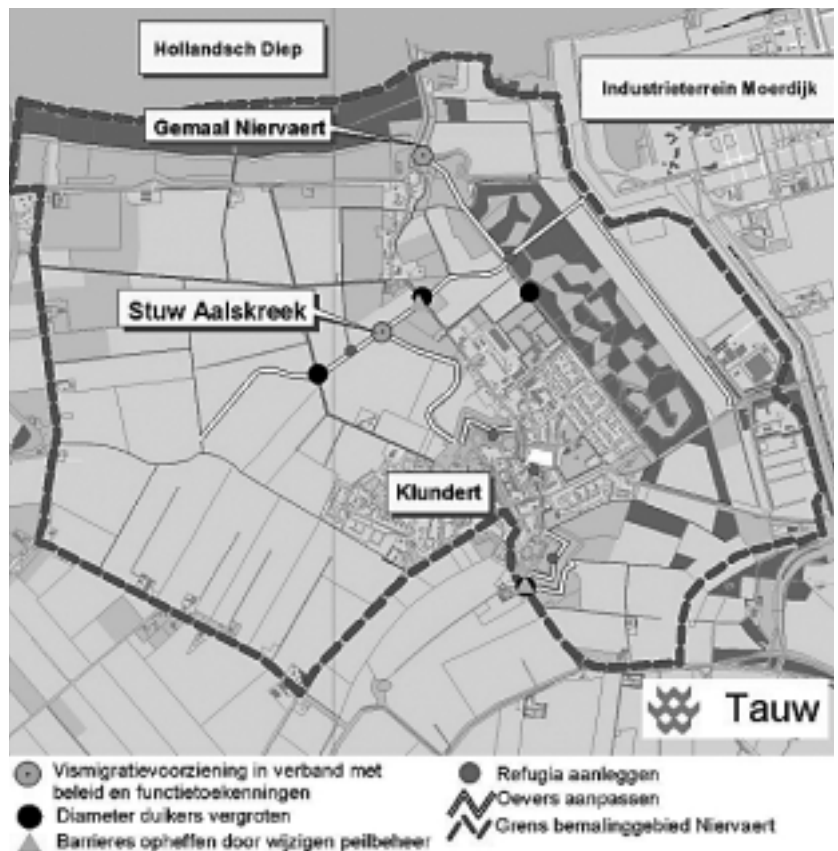 Hollandsch Diep
Industrieterrein Moerdijk
Gemaal Niervaert
Stuw Aalskreek
Klundert
Tauw
Vismigratievoorziening in verband met
beleid en functietoekenningen
Diameter duikers vergroten
Barrieres opheffen door wijzigen peilbeheer
Refugia aanleggen
Oevers aanpassen
Grens bemalinggebied Niervaert